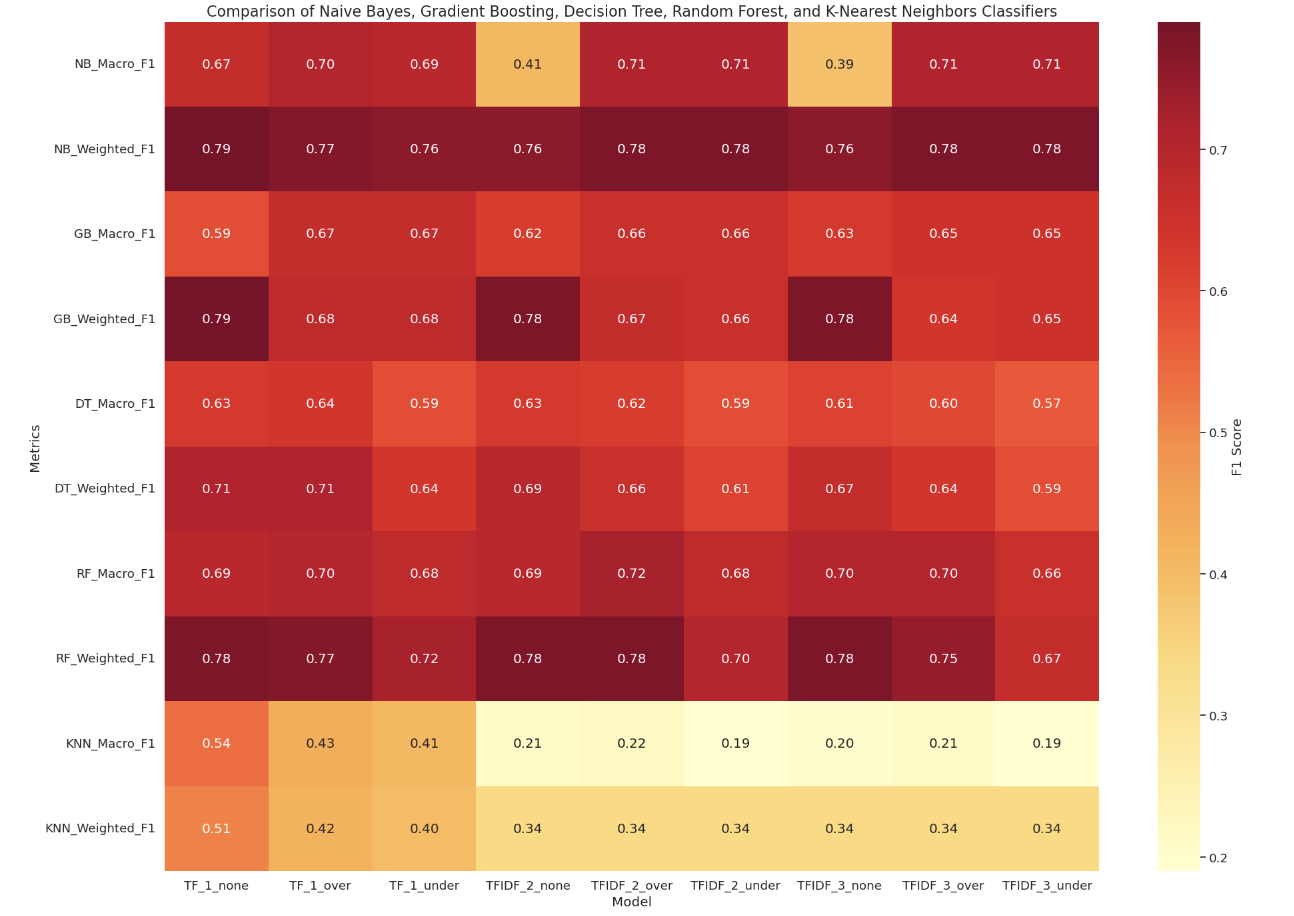 Comparison of Naive Bayes, Gradient Boosting, Decision Tree, Random Forest, and K-Nearest Neighbors Classifiers
NB_Macro_F1 0.67 0.70 0.69 0.41 0.71 0.71 0.39 0.71 0.71
NB_Weighted_F1 0.79 0.77 0.76 0.76 0.78 0.78 0.76 0.78 0.78
GB_Macro_F1 0.59 0.67 0.67 0.62 0.66 0.66 0.63 0.65 0.65
GB_Weighted_F1 0.79 0.68 0.68 0.78 0.67 0.66 0.78 0.64 0.65
DT_Macro_F1 0.63 0.64 0.59 0.63 0.62 0.59 0.61 0.60 0.57
DT_Weighted_F1 0.71 0.71 0.64 0.69 0.66 0.61 0.67 0.64 0.59
RF_Macro_F1 0.69 0.70 0.68 0.69 0.72 0.68 0.70 0.70 0.66
RF_Weighted_F1 0.78 0.77 0.72 0.78 0.78 0.70 0.78 0.75 0.67
KNN_Macro_F1 0.54 0.43 0.41 0.21 0.22 0.19 0.20 0.21 0.19
KNN_Weighted_F1 0.51 0.42 0.40 0.34 0.34 0.34 0.34 0.34 0.34
TF_1_none TF_1_over TF_1_under TFIDF_2_none TFIDF_2_over TFIDF_2_under TFIDF_3_none TFIDF_3_over TFIDF_3_under
Model
Metrics
0.7
0.6
0.5
0.4
0.3
0.2
F1 Score